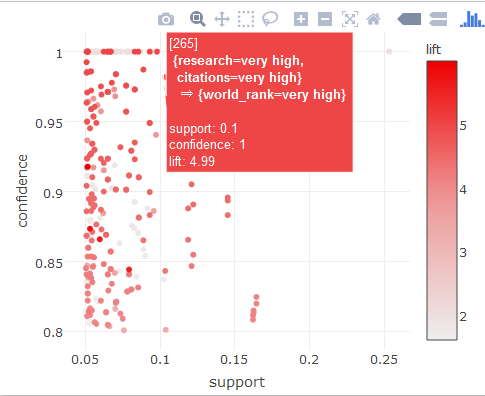 [265]
{research=very high,
citations=very high}
⇒ {world_rank=very high}
support: 0.1
confidence: 1
lift: 4.99
lift
5
4
3
2
confidence
1
0.95
0.9
0.85
0.8
0.05
0.1
0.15
0.2
0.25
support